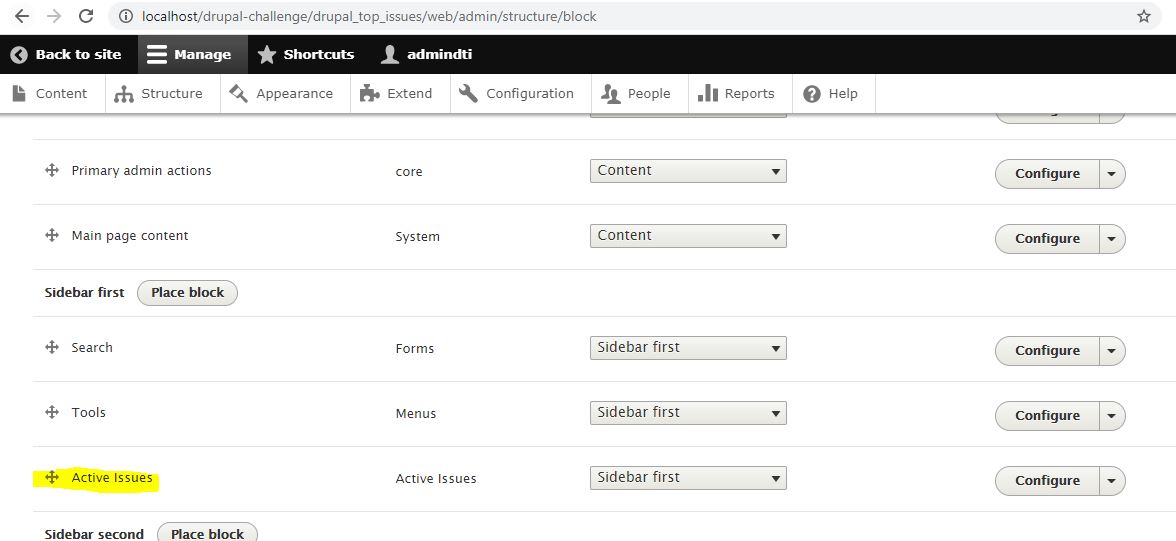 localhost/drupal-challenge/drupal_top_issues/web/admin/structure/block
Back to site Manage Shortcuts admindti
Content Structure Appearance Extend Configuration People Reports Help
Primary admin actions core Content Configure
Main page content System Content Configure
Sidebar first Place block
Search Forms Sidebar first Configure
Tools Menus Sidebar first Configure
Active Issues Active Issues Sidebar first Configure
Sidebar second Place block